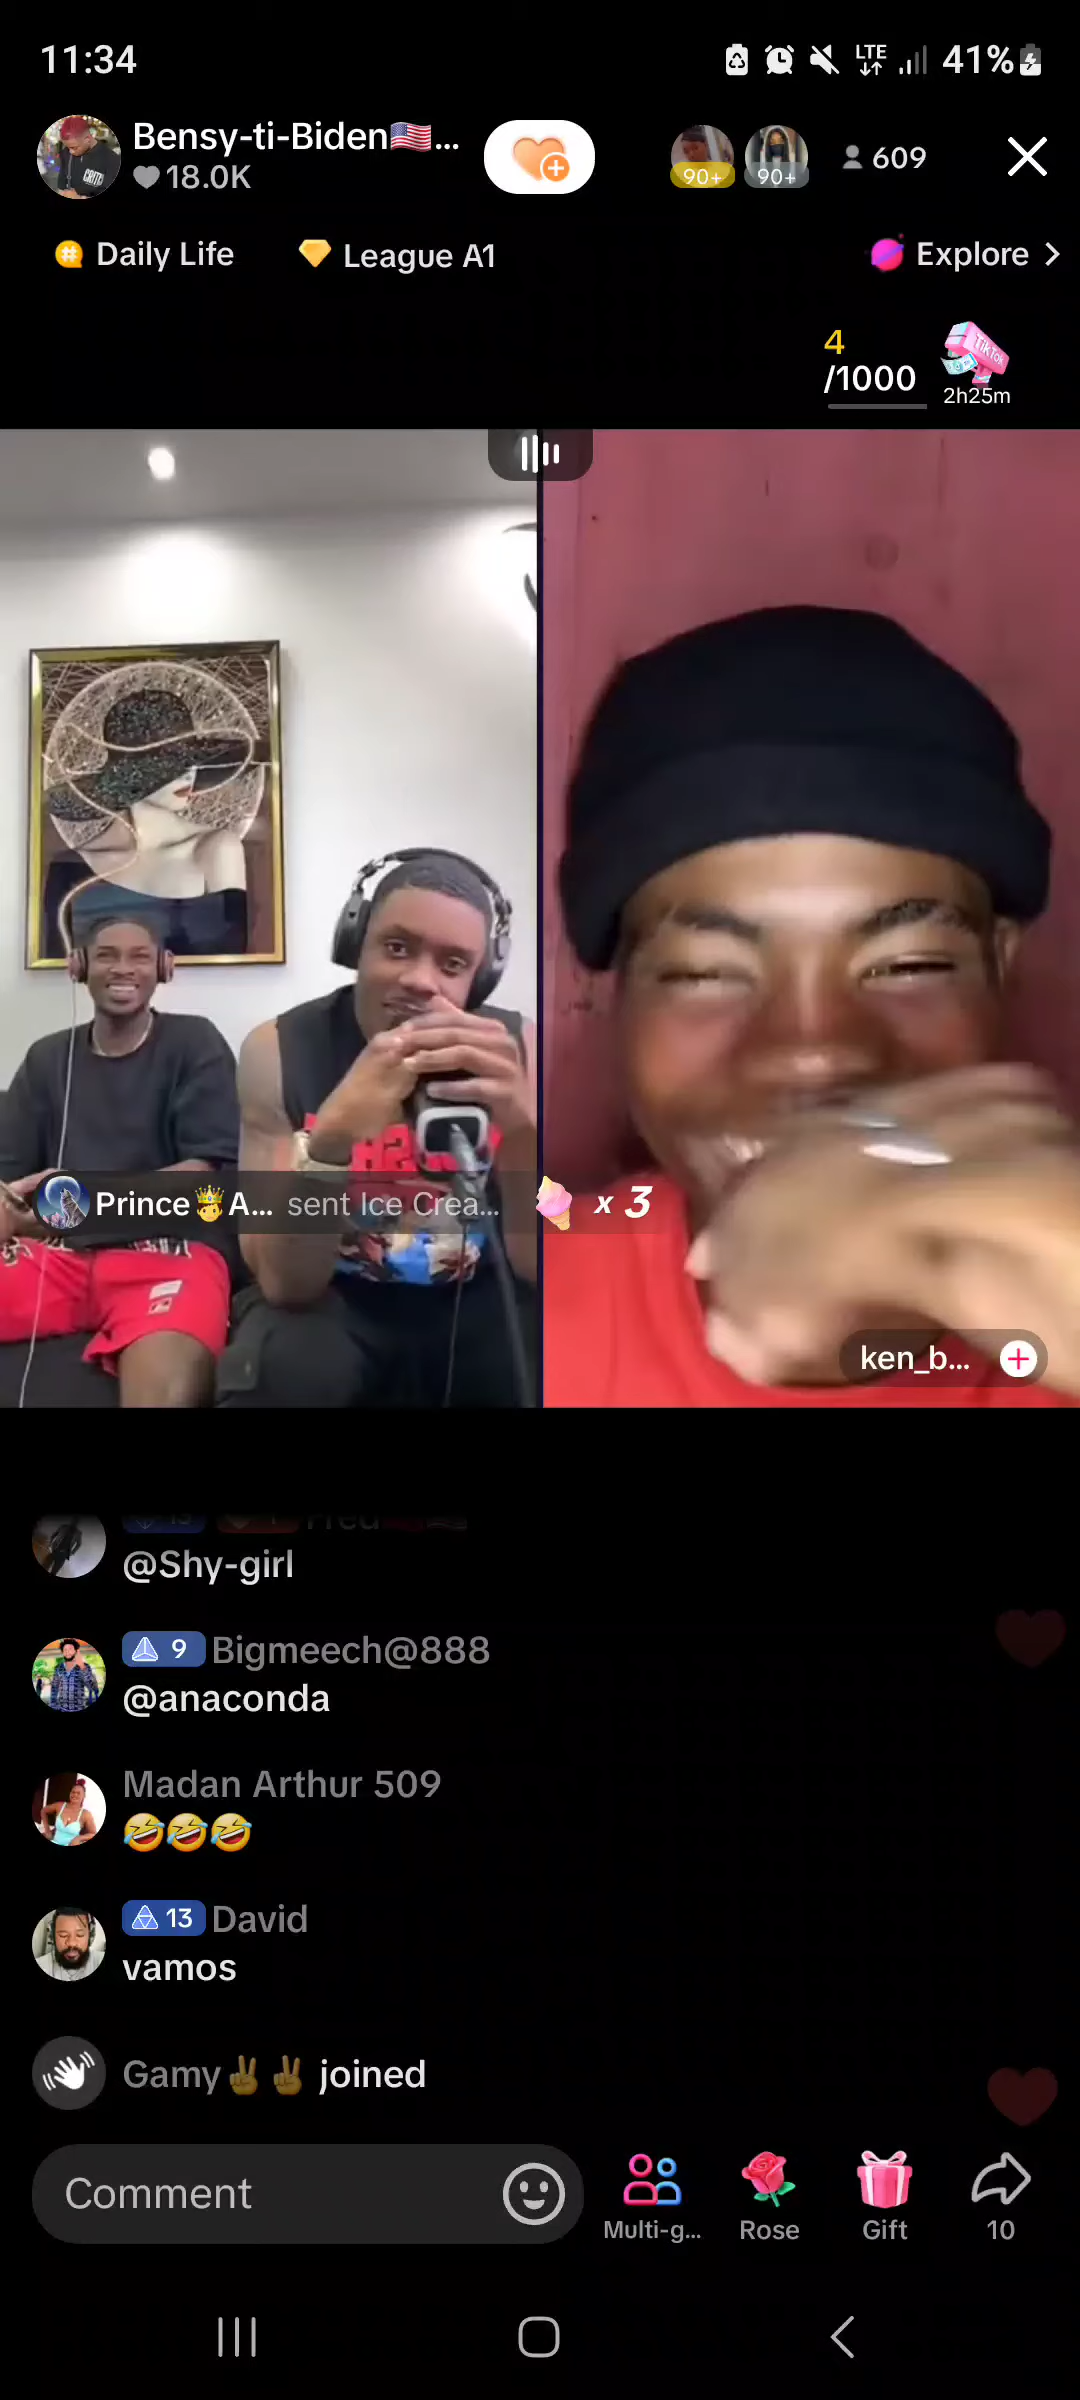 11:34
LTE
41%
Bensy-ti-Biden🇺🇸...
18.0K
90+
90+
609
Daily Life
League A1
Explore
4
/1000
TikTok
2h25m
Prince🤴A... sent Ice Crea... x 3
ken_b...
@Shy-girl
9 Bigmeech@888
@anaconda
Madan Arthur 509
🤣🤣🤣
13 David
vamos
Gamy✌🏾✌🏾 joined
Comment
Multi-g...
Rose
Gift
10